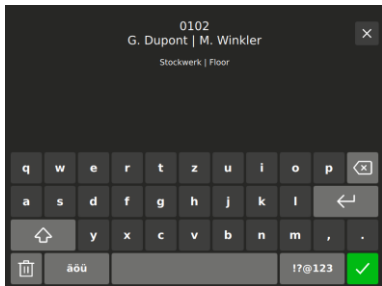 0102
G. Dupont | M. Winkler
Stockwerk | Floor
q w e r t z u i o p
a s d f g h j k l
y x c v b n m , .
äöü !?@123